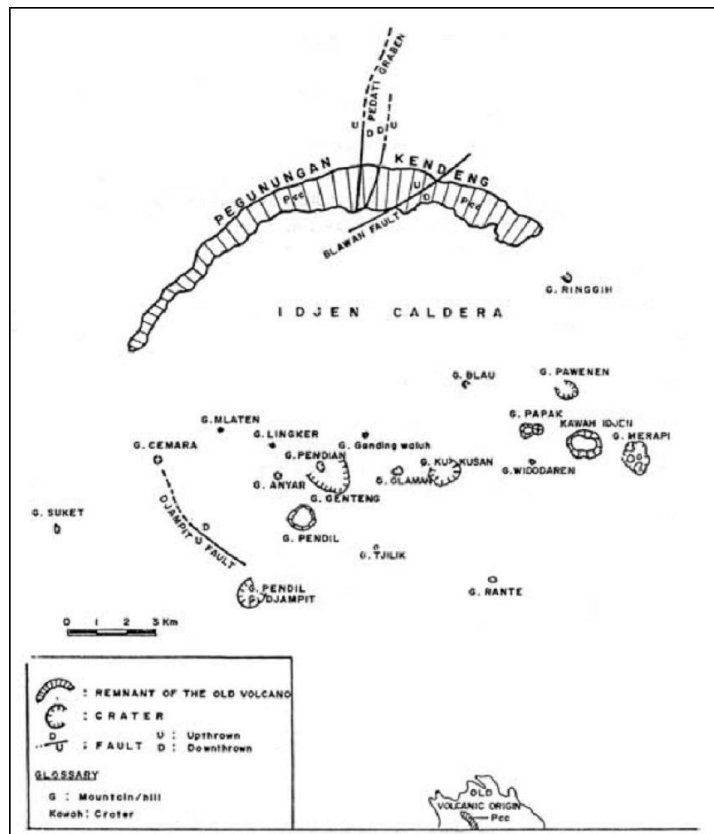 PEDATI GRABEN
U D D U
PEGUNUNGAN KENDENG
Pcc
U
D
Pcc
BLAWAN FAULT
G. RINGGIH
IDJEN CALDERA
G. BLAU
G. PAWENEN
G. MLATEN
G. PAPAK
KAWAH IDJEN
G. LINGKER
G. Ganding waluh
G. MERAPI
G. CEMARA
G. PENDIAN
G. KUKUSAN
G. WIDODAREN
G. ANYAR
G. GLAMAN
G. GENTENG
G. SUKET
DJAMPIT FAULT
D
U
G. PENDIL
G. TJILIK
G. PENDIL
G. DJAMPIT
G. RANTE
0 1 2 3 Km
: REMNANT OF THE OLD VOLCANO
: CRATER
D
U
: FAULT
U : Upthrown
D : Downthrown
GLOSSARY
G : Mountain/hill
Kawah : Crater
OLD
VOLCANIC ORIGIN
Pcc